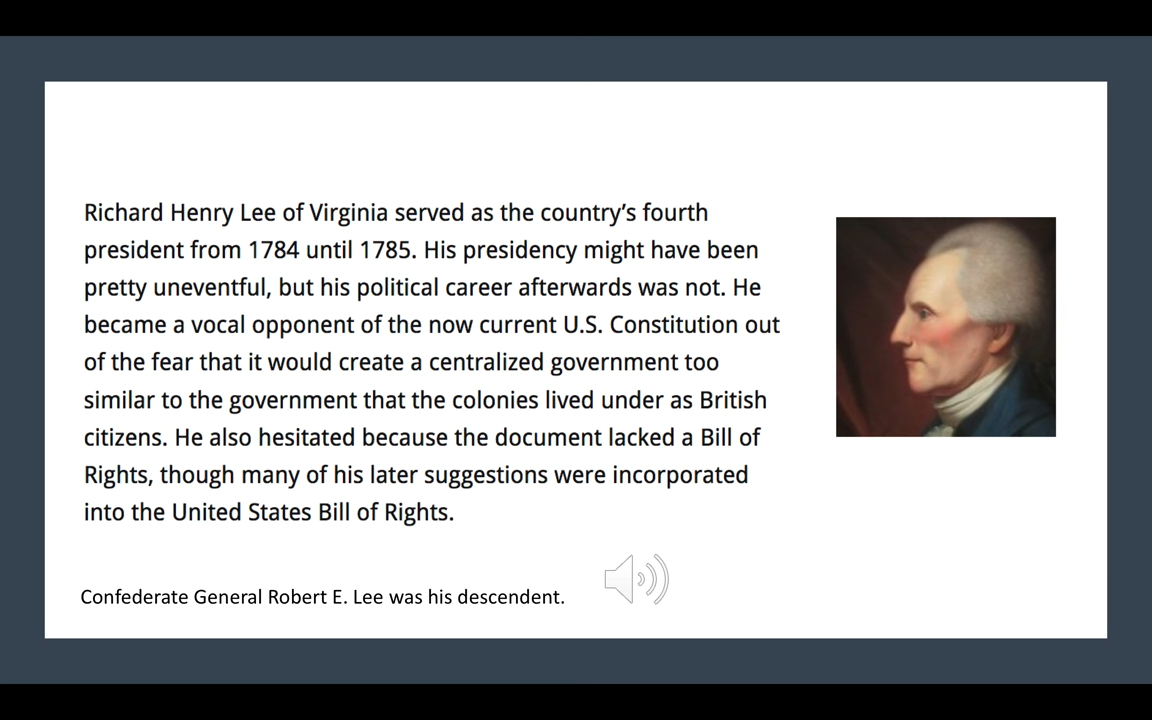 Richard Henry Lee of Virginia served as the country’s fourth
president from 1784 until 1785. His presidency might have been
pretty uneventful, but his political career afterwards was not. He
became a vocal opponent of the now current U.S. Constitution out
of the fear that it would create a centralized government too
similar to the government that the colonies lived under as British
citizens. He also hesitated because the document lacked a Bill of
Rights, though many of his later suggestions were incorporated
into the United States Bill of Rights.
Confederate General Robert E. Lee was his descendent.